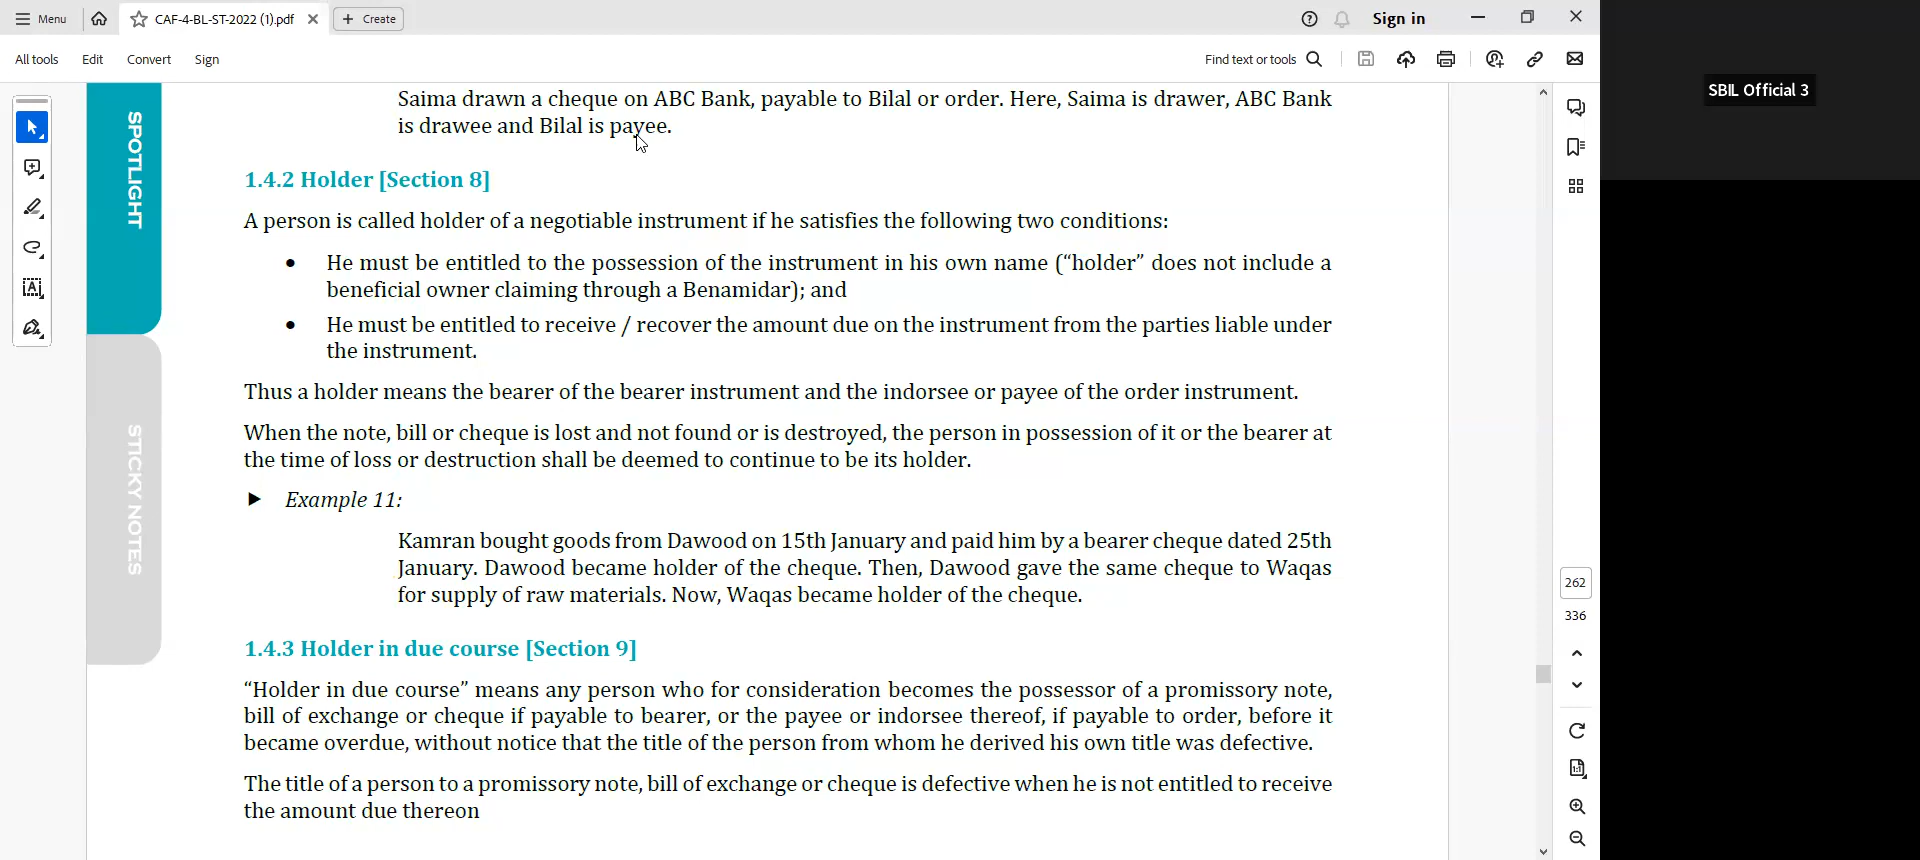 Menu
CAF-4-BL-ST-2022 (1).pdf
Create
Sign in
All tools
Edit
Convert
Sign
Find text or tools
SBIL Official 3
SPOTLIGHT
STICKY NOTES
Saima drawn a cheque on ABC Bank, payable to Bilal or order. Here, Saima is drawer, ABC Bank
is drawee and Bilal is payee.
1.4.2 Holder [Section 8]
A person is called holder of a negotiable instrument if he satisfies the following two conditions:
• He must be entitled to the possession of the instrument in his own name (“holder” does not include a
beneficial owner claiming through a Benamidar); and
• He must be entitled to receive / recover the amount due on the instrument from the parties liable under
the instrument.
Thus a holder means the bearer of the bearer instrument and the indorsee or payee of the order instrument.
When the note, bill or cheque is lost and not found or is destroyed, the person in possession of it or the bearer at
the time of loss or destruction shall be deemed to continue to be its holder.
► Example 11:
Kamran bought goods from Dawood on 15th January and paid him by a bearer cheque dated 25th
January. Dawood became holder of the cheque. Then, Dawood gave the same cheque to Waqas
for supply of raw materials. Now, Waqas became holder of the cheque.
1.4.3 Holder in due course [Section 9]
“Holder in due course” means any person who for consideration becomes the possessor of a promissory note,
bill of exchange or cheque if payable to bearer, or the payee or indorsee thereof, if payable to order, before it
became overdue, without notice that the title of the person from whom he derived his own title was defective.
The title of a person to a promissory note, bill of exchange or cheque is defective when he is not entitled to receive
the amount due thereon
262
336